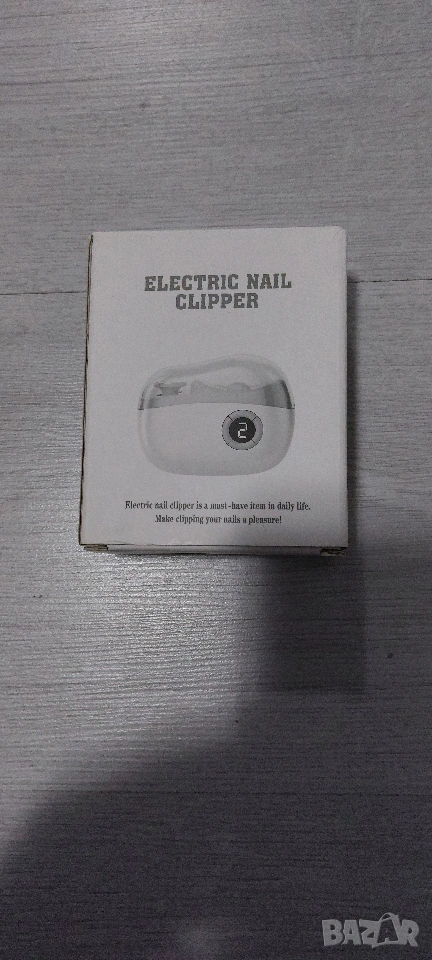 ELECTRIC NAIL
CLIPPER
2
Electric nail clipper is a must-have item in daily life.
Make clipping your nails a pleasure!
BAZAR